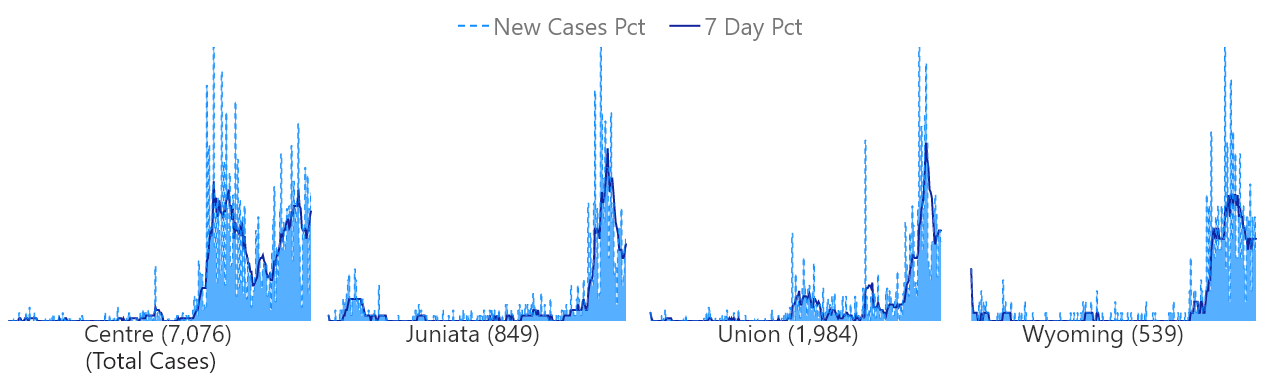 New Cases Pct 7 Day Pct
Centre (7,076) Juniata (849) Union (1,984) Wyoming (539)
(Total Cases)